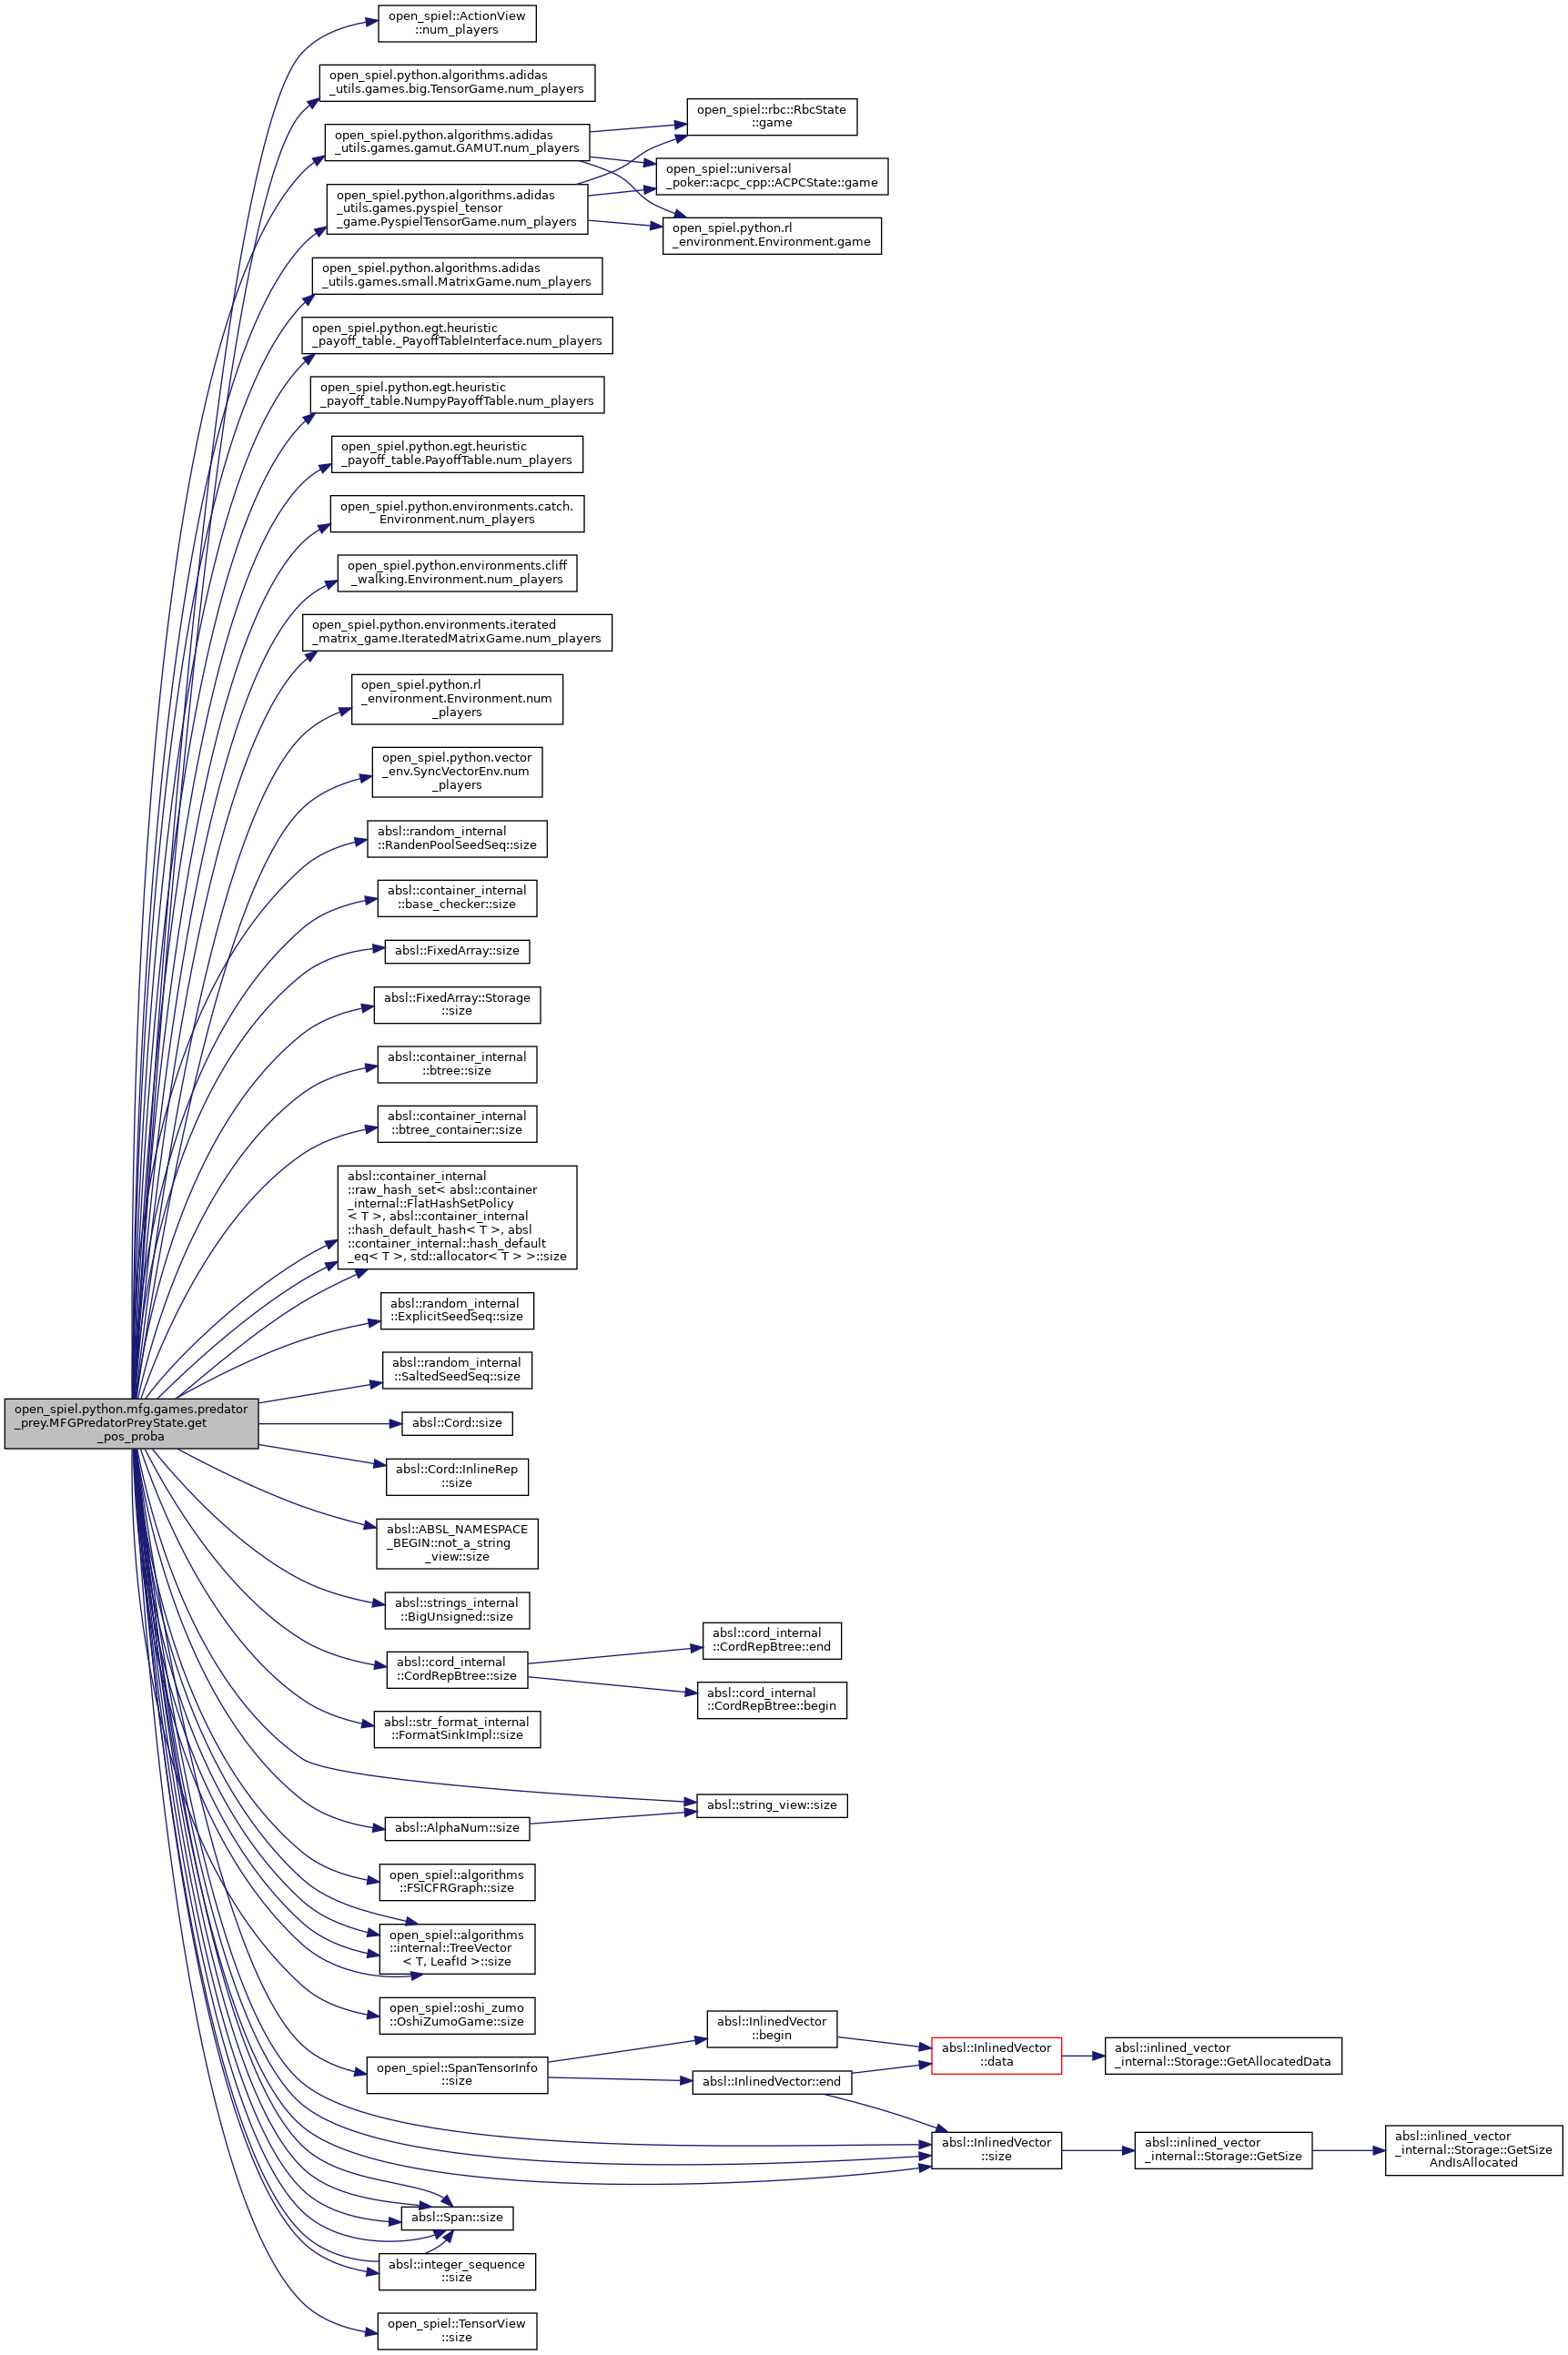 open_spiel::ActionView
::num_players
open_spiel.python.algorithms.adidas
_utils.games.big.TensorGame.num_players
open_spiel.python.algorithms.adidas
_utils.games.gamut.GAMUT.num_players
open_spiel::rbc::RbcState
::game
open_spiel::universal
_poker::acpc_cpp::ACPCState::game
open_spiel.python.algorithms.adidas
_utils.games.pyspiel_tensor
_game.PyspielTensorGame.num_players
open_spiel.python.rl
_environment.Environment.game
open_spiel.python.algorithms.adidas
_utils.games.small.MatrixGame.num_players
open_spiel.python.egt.heuristic
_payoff_table._PayoffTableInterface.num_players
open_spiel.python.egt.heuristic
_payoff_table.NumpyPayoffTable.num_players
open_spiel.python.egt.heuristic
_payoff_table.PayoffTable.num_players
open_spiel.python.environments.catch.
Environment.num_players
open_spiel.python.environments.cliff
_walking.Environment.num_players
open_spiel.python.environments.iterated
_matrix_game.IteratedMatrixGame.num_players
open_spiel.python.rl
_environment.Environment.num
_players
open_spiel.python.vector
_env.SyncVectorEnv.num
_players
absl::random_internal
::RandenPoolSeedSeq::size
absl::container_internal
::base_checker::size
absl::FixedArray::size
absl::FixedArray::Storage
::size
absl::container_internal
::btree::size
absl::container_internal
::btree_container::size
absl::container_internal
::raw_hash_set< absl::container
_internal::FlatHashSetPolicy
< T >, absl::container_internal
::hash_default_hash< T >, absl
::container_internal::hash_default
_eq< T >, std::allocator< T > >::size
absl::random_internal
::ExplicitSeedSeq::size
absl::random_internal
::SaltedSeedSeq::size
open_spiel.python.mfg.games.predator
_prey.MFGPredatorPreyState.get
_pos_proba
absl::Cord::size
absl::Cord::InlineRep
::size
absl::ABSL_NAMESPACE
_BEGIN::not_a_string
_view::size
absl::strings_internal
::BigUnsigned::size
absl::cord_internal
::CordRepBtree::size
absl::cord_internal
::CordRepBtree::end
absl::cord_internal
::CordRepBtree::begin
absl::str_format_internal
::FormatSinkImpl::size
absl::string_view::size
absl::AlphaNum::size
open_spiel::algorithms
::FSICFRGraph::size
open_spiel::algorithms
::internal::TreeVector
< T, LeafId >::size
open_spiel::oshi_zumo
::OshiZumoGame::size
open_spiel::SpanTensorInfo
::size
absl::InlinedVector
::begin
absl::InlinedVector::end
absl::InlinedVector
::data
absl::inlined_vector
_internal::Storage::GetAllocatedData
absl::InlinedVector
::size
absl::inlined_vector
_internal::Storage::GetSize
absl::inlined_vector
_internal::Storage::GetSize
AndIsAllocated
absl::Span::size
absl::integer_sequence
::size
open_spiel::TensorView
::size